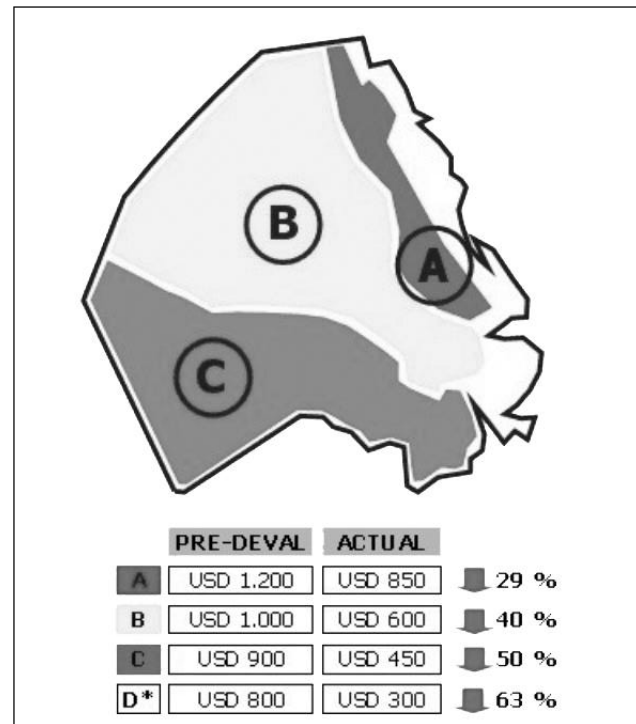 B
A
C
PRE-DEVAL ACTUAL
A USD 1.200 USD 850 29 %
B USD 1.000 USD 600 40 %
C USD 900 USD 450 50 %
D* USD 800 USD 300 63 %